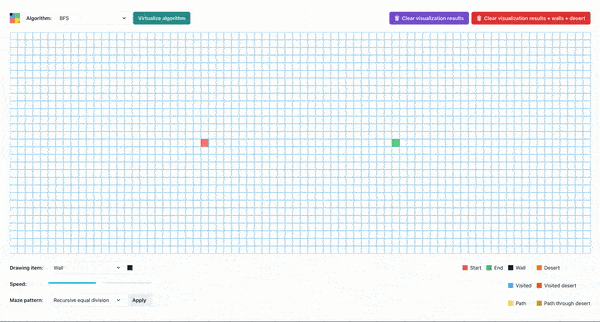 Algorithm: BFS Virtualize algorithm Clear visualization results Clear visualization results + walls + desert
Drawing item: Wall Start End Wall Desert
Speed: Visited Visited desert
Maze pattern: Recursive equal division Apply Path Path through desert